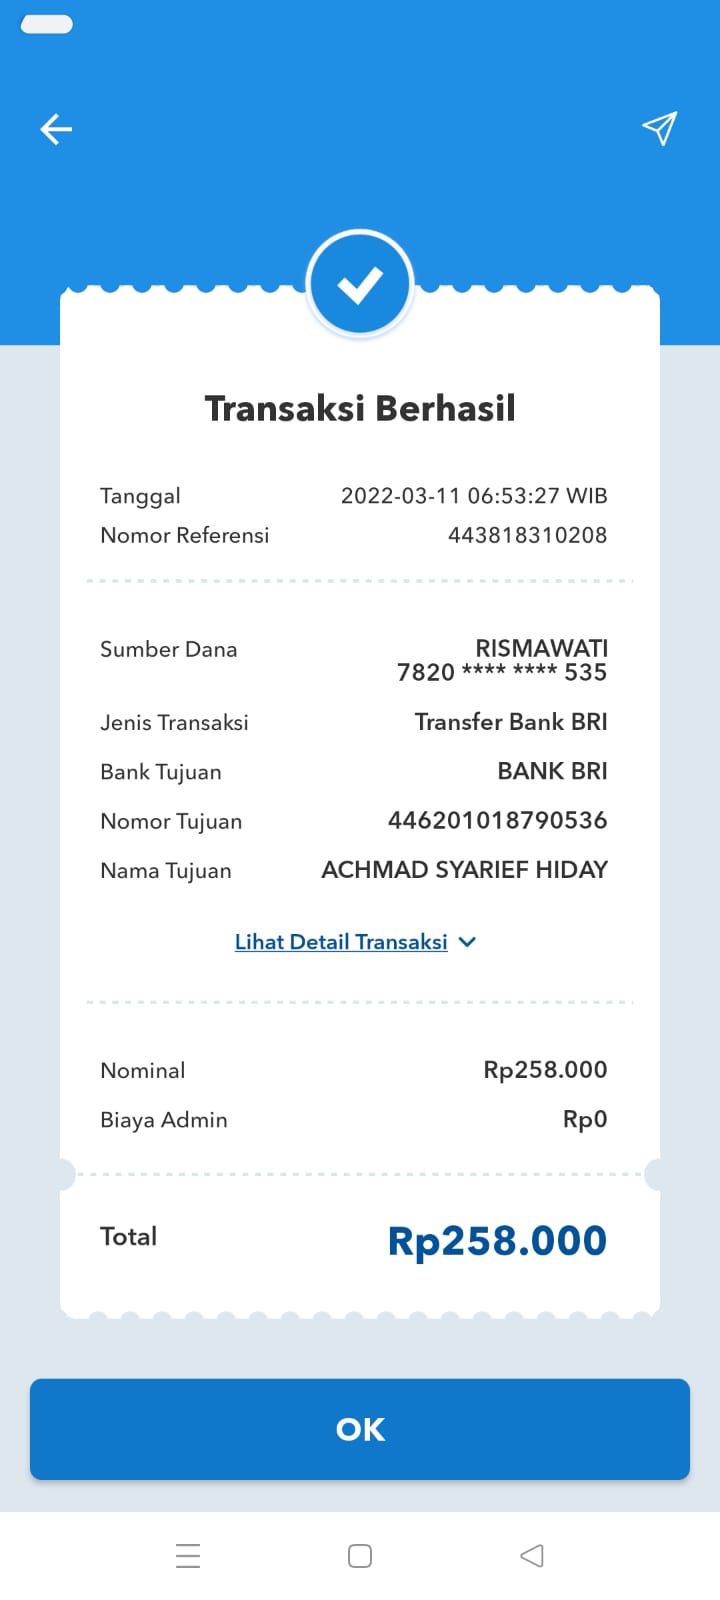 Transaksi Berhasil
Tanggal 2022-03-11 06:53:27 WIB
Nomor Referensi 443818310208
Sumber Dana RISMAWATI
7820 **** **** 535
Jenis Transaksi Transfer Bank BRI
Bank Tujuan BANK BRI
Nomor Tujuan 446201018790536
Nama Tujuan ACHMAD SYARIEF HIDAY
Lihat Detail Transaksi
Nominal Rp258.000
Biaya Admin Rp0
Total Rp258.000
OK